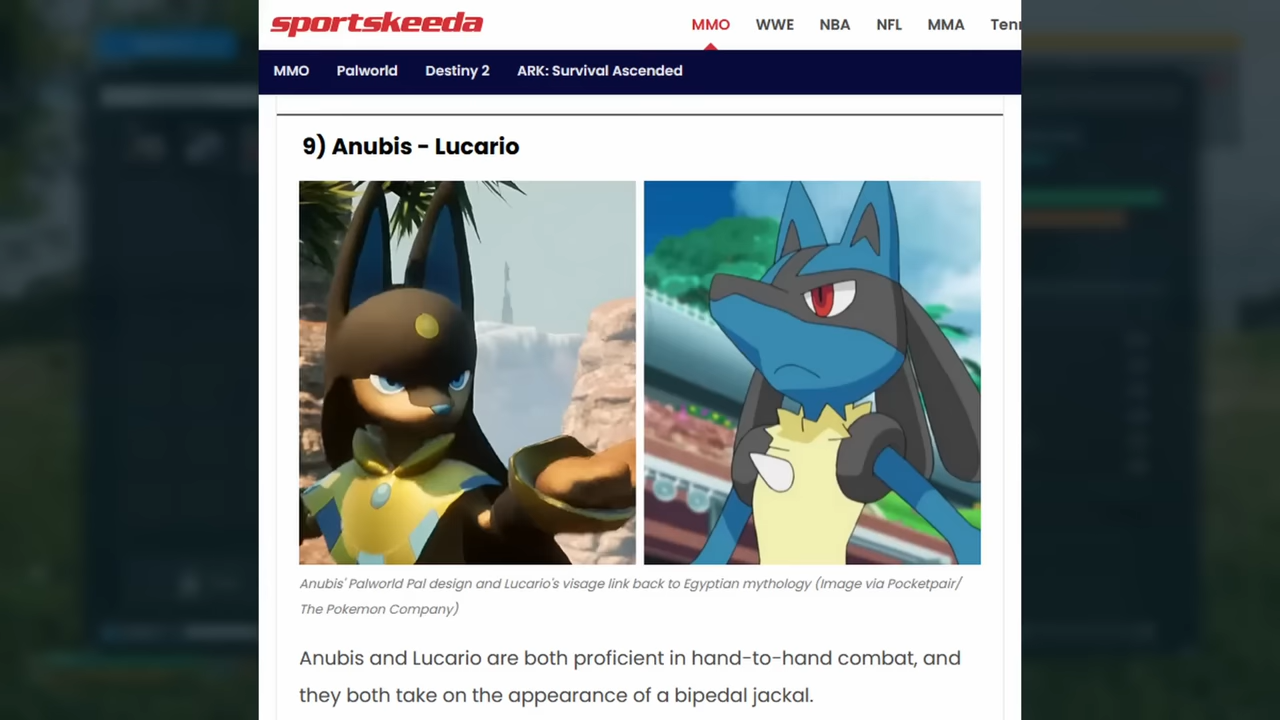 sportskeeda
MMO WWE NBA NFL MMA
MMO Palworld Destiny 2 ARK: Survival Ascended
9) Anubis - Lucario
Anubis' Palworld Pal design and Lucario's visage link back to Egyptian mythology (Image via Pocketpair/
The Pokemon Company)
Anubis and Lucario are both proficient in hand-to-hand combat, and
they both take on the appearance of a bipedal jackal.